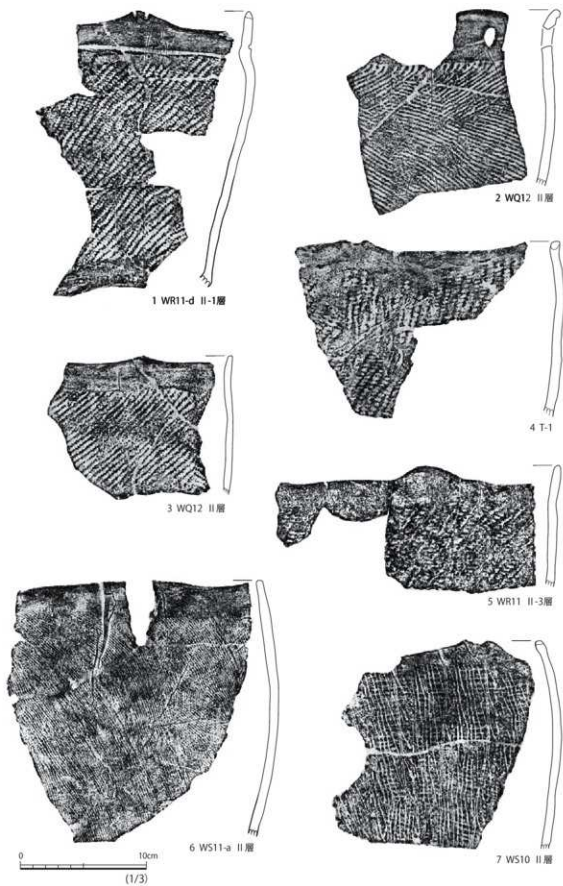 1 WR11-d II-1層
2 WQ12 II層
3 WQ12 II層
4 T-1
5 WR11 II-3層
6 WS11-a II層
7 WS10 II層
0 10cm
(1/3)